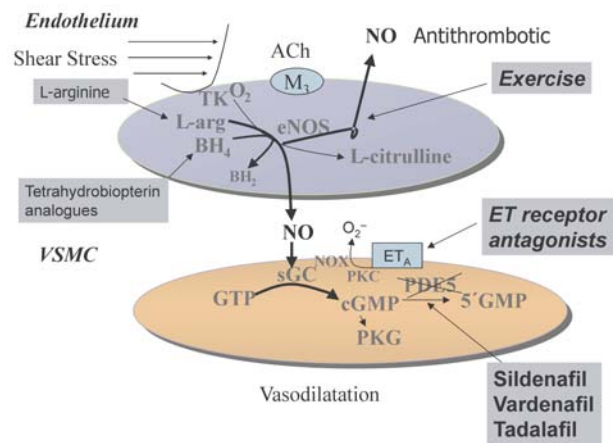 Endothelium
NO Antithrombotic
ACh
Shear Stress
M3
Exercise
L-arginine
TK O2
L-arg
eNOS
BH4
L-citrulline
BH2
Tetrahydrobiopterin
analogues
NO
O2−
ET receptor
antagonists
VSMC
ETA
NOX
PKC
sGC
PDE5
GTP
cGMP
5´GMP
PKG
Vasodilatation
Sildenafil
Vardenafil
Tadalafil